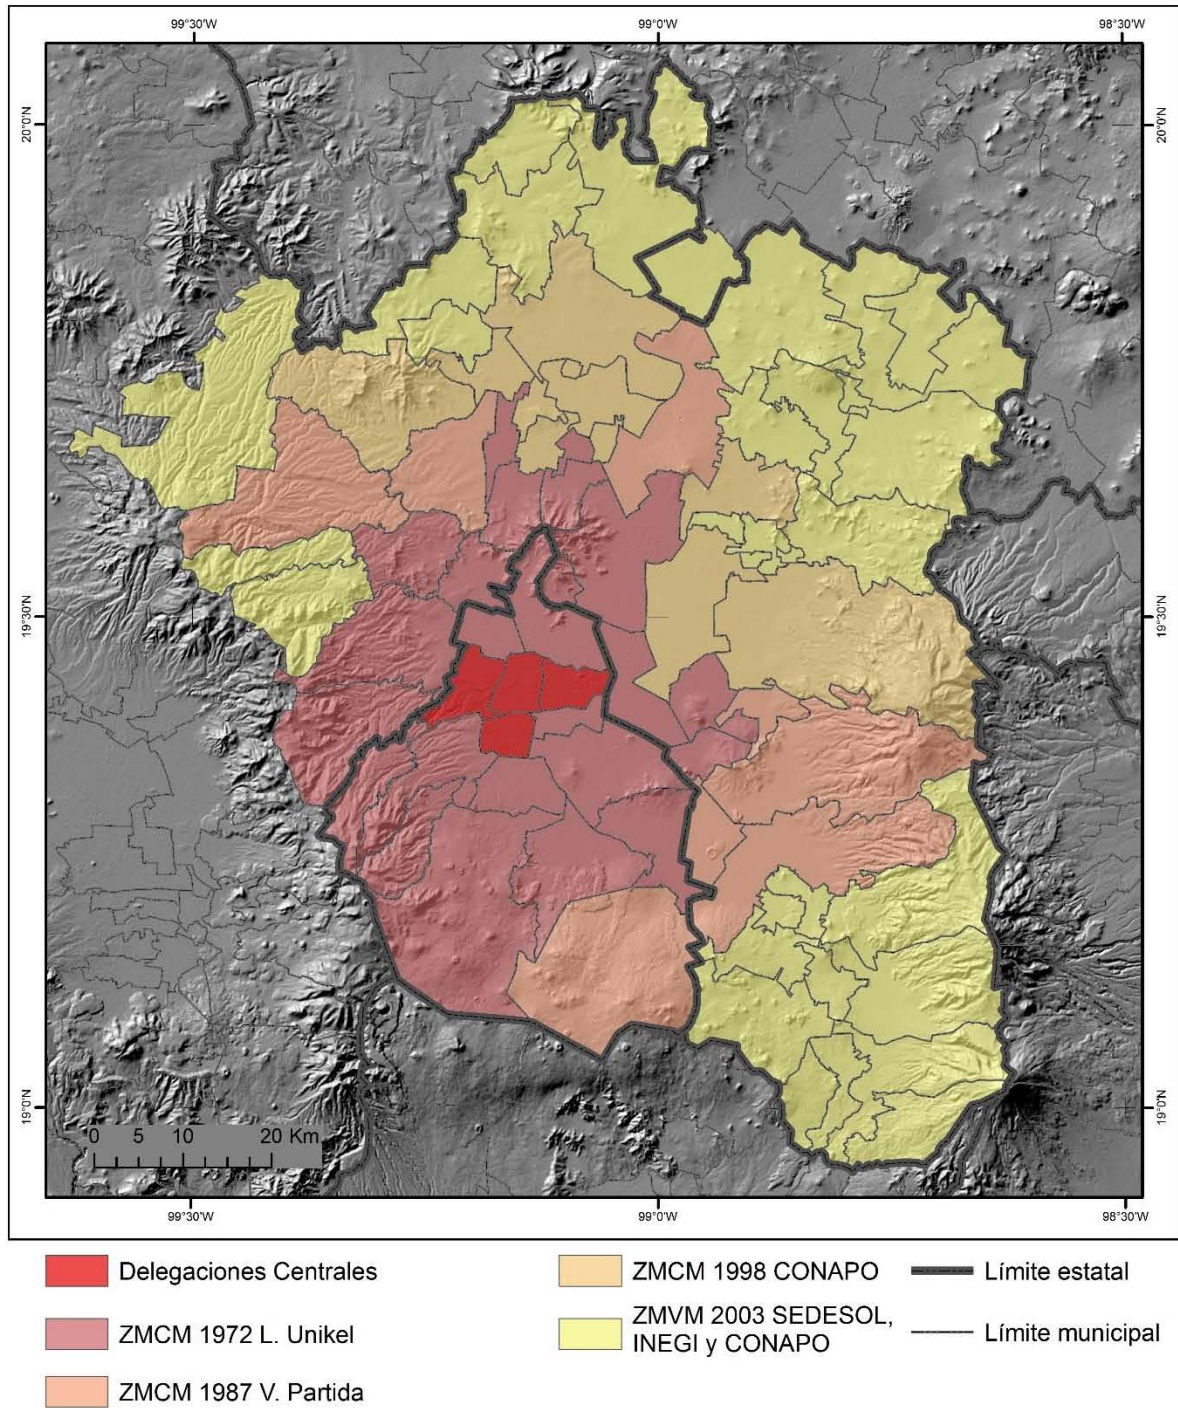 99°30'W 99°0'W 98°30'W
20°0'N 20°0'N
19°30'N 19°30'N
19°0'N 19°0'N
0 5 10 20 Km
99°30'W 99°0'W 98°30'W
Delegaciones Centrales
ZMCM 1972 L. Unikel
ZMCM 1987 V. Partida
ZMCM 1998 CONAPO
ZMVM 2003 SEDESOL,
INEGI y CONAPO
Límite estatal
Límite municipal